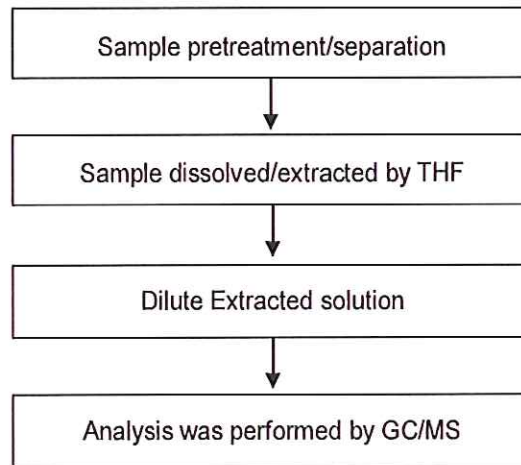 Sample pretreatment/separation
Sample dissolved/extracted by THF
Dilute Extracted solution
Analysis was performed by GC/MS